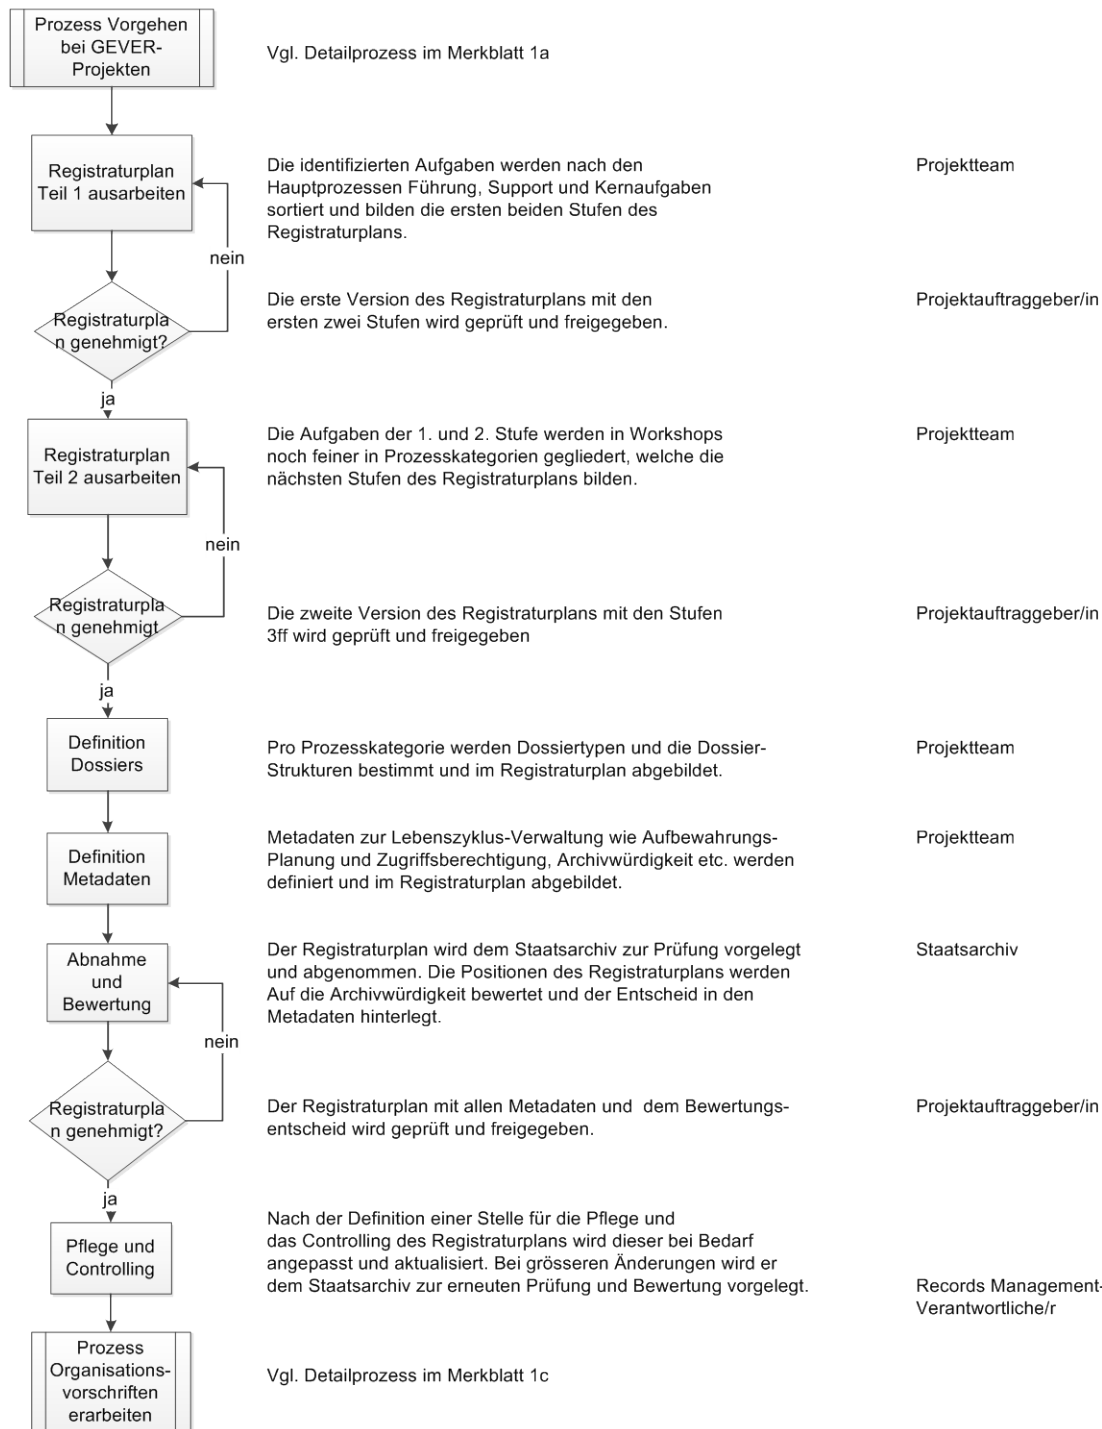 Prozess Vorgehen
bei GEVER-
Projekten
Vgl. Detailprozess im Merkblatt 1a
Registraturplan
Teil 1 ausarbeiten
Die identifizierten Aufgaben werden nach den
Hauptprozessen Führung, Support und Kernaufgaben
sortiert und bilden die ersten beiden Stufen des
Registraturplans.
Projektteam
nein
Registraturpla
n genehmigt?
Die erste Version des Registraturplans mit den
ersten zwei Stufen wird geprüft und freigegeben.
Projektauftraggeber/in
ja
Registraturplan
Teil 2 ausarbeiten
Die Aufgaben der 1. und 2. Stufe werden in Workshops
noch feiner in Prozesskategorien gegliedert, welche die
nächsten Stufen des Registraturplans bilden.
Projektteam
nein
Registraturpla
n genehmigt
Die zweite Version des Registraturplans mit den Stufen
3ff wird geprüft und freigegeben
Projektauftraggeber/in
ja
Definition
Dossiers
Pro Prozesskategorie werden Dossiertypen und die Dossier-
Strukturen bestimmt und im Registraturplan abgebildet.
Projektteam
Definition
Metadaten
Metadaten zur Lebenszyklus-Verwaltung wie Aufbewahrungs-
Planung und Zugriffsberechtigung, Archivwürdigkeit etc. werden
definiert und im Registraturplan abgebildet.
Projektteam
Abnahme
und
Bewertung
Der Registraturplan wird dem Staatsarchiv zur Prüfung vorgelegt
und abgenommen. Die Positionen des Registraturplans werden
Auf die Archivwürdigkeit bewertet und der Entscheid in den
Metadaten hinterlegt.
Staatsarchiv
nein
Registraturpla
n genehmigt?
Der Registraturplan mit allen Metadaten und dem Bewertungs-
entscheid wird geprüft und freigegeben.
Projektauftraggeber/in
ja
Pflege und
Controlling
Nach der Definition einer Stelle für die Pflege und
das Controlling des Registraturplans wird dieser bei Bedarf
angepasst und aktualisiert. Bei grösseren Änderungen wird er
dem Staatsarchiv zur erneuten Prüfung und Bewertung vorgelegt.
Records Management-
Verantwortliche/r
Prozess
Organisations-
vorschriften
erarbeiten
Vgl. Detailprozess im Merkblatt 1c